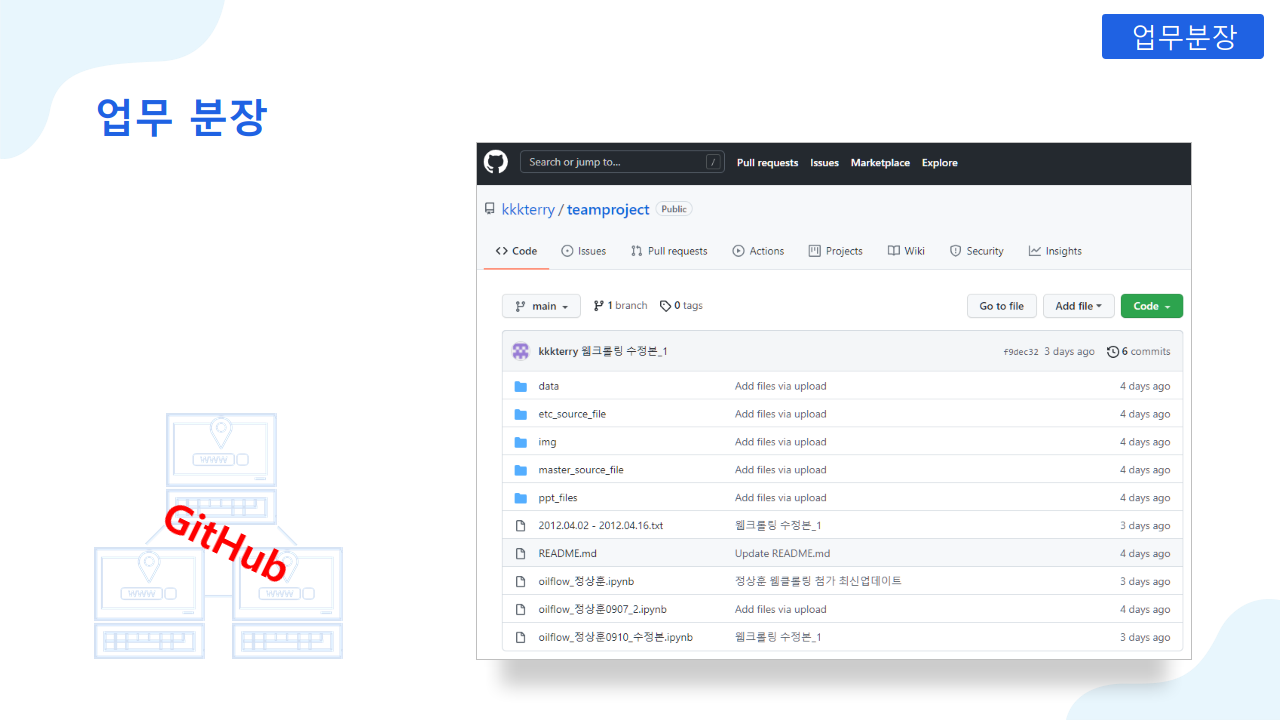 업무분장
업무 분장
Search or jump to... /
Pull requests Issues Marketplace Explore
kkkterry / teamproject Public
Code Issues Pull requests Actions Projects Wiki Security Insights
main 1 branch 0 tags Go to file Add file Code
kkkterry 웹크롤링 수정본_1 f9dec32 3 days ago 6 commits
data Add files via upload 4 days ago
etc_source_file Add files via upload 4 days ago
img Add files via upload 4 days ago
master_source_file Add files via upload 4 days ago
ppt_files Add files via upload 4 days ago
2012.04.02 - 2012.04.16.txt 웹크롤링 수정본_1 3 days ago
README.md Update README.md 4 days ago
oilflow_정상훈.ipynb 정상훈 웹클롤링 첨가 최신업데이트 3 days ago
oilflow_정상훈0907_2.ipynb Add files via upload 4 days ago
oilflow_정상훈0910_수정본.ipynb 웹크롤링 수정본_1 3 days ago
WWW
GitHub
WWW WWW